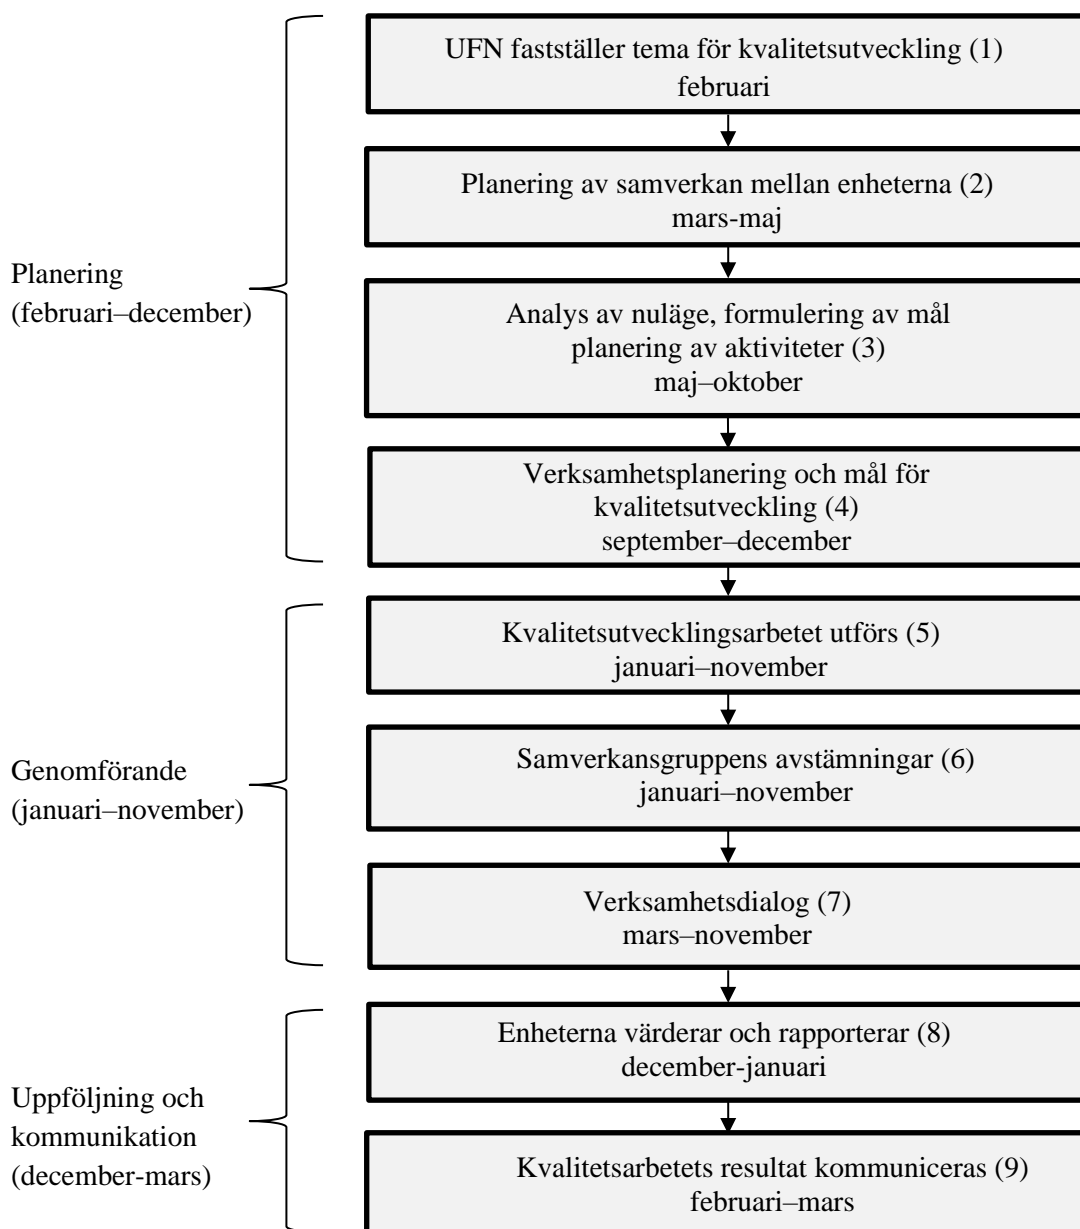 UFN fastställer tema för kvalitetsutveckling (1)
februari
Planering av samverkan mellan enheterna (2)
mars-maj
Planering
(februari–december)
Analys av nuläge, formulering av mål
planering av aktiviteter (3)
maj–oktober
Verksamhetsplanering och mål för
kvalitetsutveckling (4)
september–december
Kvalitetsutvecklingsarbetet utförs (5)
januari–november
Genomförande
(januari–november)
Samverkansgruppens avstämningar (6)
januari–november
Verksamhetsdialog (7)
mars–november
Enheterna värderar och rapporterar (8)
december-januari
Uppföljning och
kommunikation
(december-mars)
Kvalitetsarbetets resultat kommuniceras (9)
februari–mars